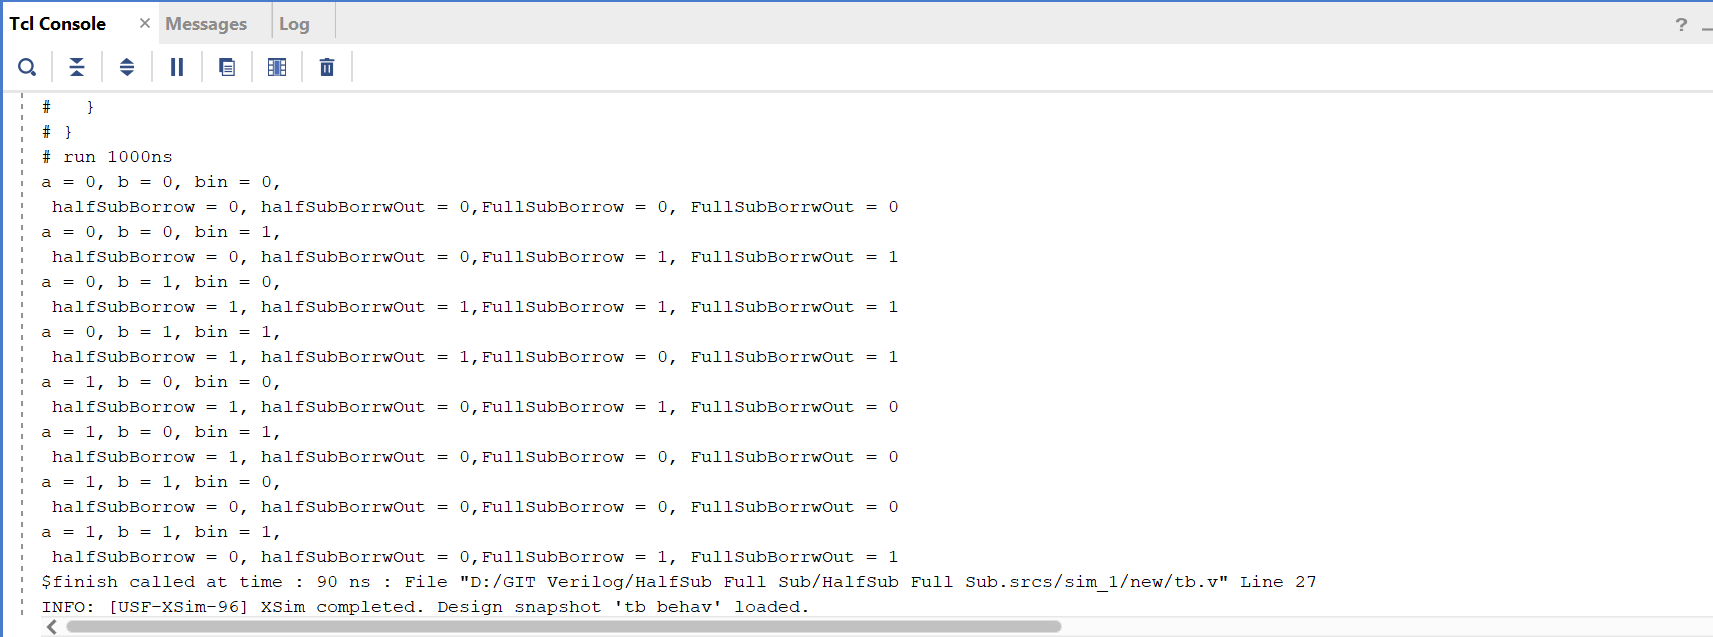 Tcl Console × Messages Log ? _
#   }
# }
# run 1000ns
a = 0, b = 0, bin = 0,
 halfSubBorrow = 0, halfSubBorrwOut = 0,FullSubBorrow = 0, FullSubBorrwOut = 0
a = 0, b = 0, bin = 1,
 halfSubBorrow = 0, halfSubBorrwOut = 0,FullSubBorrow = 1, FullSubBorrwOut = 1
a = 0, b = 1, bin = 0,
 halfSubBorrow = 1, halfSubBorrwOut = 1,FullSubBorrow = 1, FullSubBorrwOut = 1
a = 0, b = 1, bin = 1,
 halfSubBorrow = 1, halfSubBorrwOut = 1,FullSubBorrow = 0, FullSubBorrwOut = 1
a = 1, b = 0, bin = 0,
 halfSubBorrow = 1, halfSubBorrwOut = 0,FullSubBorrow = 1, FullSubBorrwOut = 0
a = 1, b = 0, bin = 1,
 halfSubBorrow = 1, halfSubBorrwOut = 0,FullSubBorrow = 0, FullSubBorrwOut = 0
a = 1, b = 1, bin = 0,
 halfSubBorrow = 0, halfSubBorrwOut = 0,FullSubBorrow = 0, FullSubBorrwOut = 0
a = 1, b = 1, bin = 1,
 halfSubBorrow = 0, halfSubBorrwOut = 0,FullSubBorrow = 1, FullSubBorrwOut = 1
$finish called at time : 90 ns : File "D:/GIT Verilog/HalfSub Full Sub/HalfSub Full Sub.srcs/sim_1/new/tb.v" Line 27
INFO: [USF-XSim-96] XSim completed. Design snapshot 'tb behav' loaded.